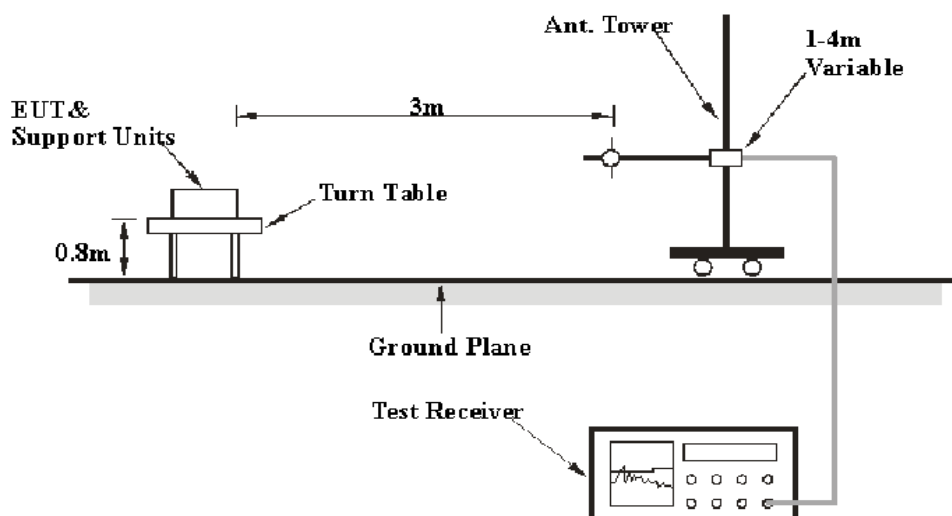 Ant. Tower
1-4m
Variable
EUT&
Support Units
3m
Turn Table
0.8m
Ground Plane
Test Receiver